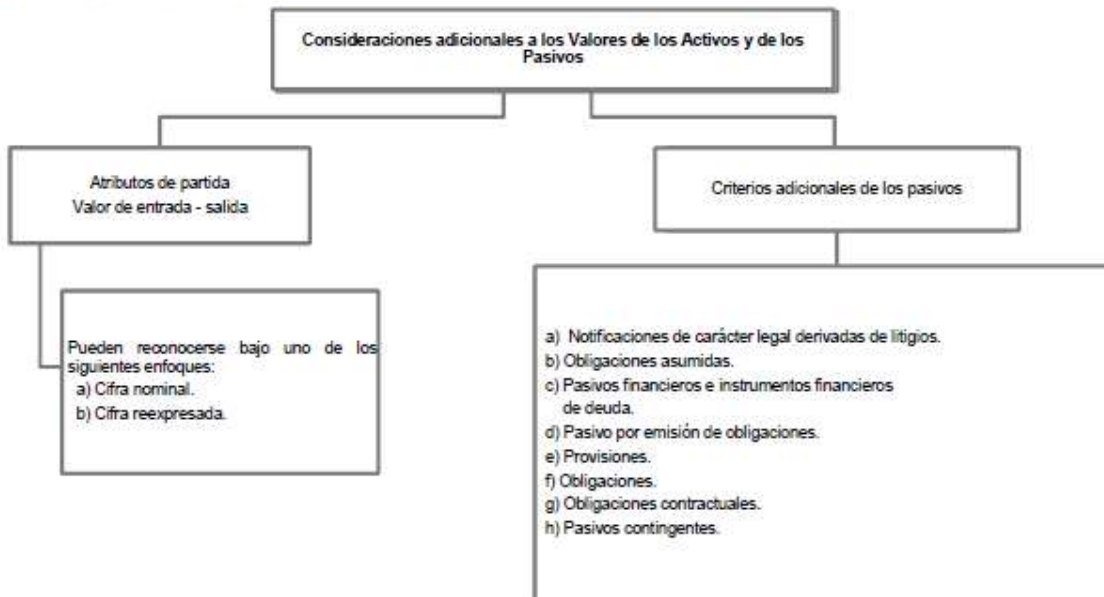 Consideraciones adicionales a los Valores de los Activos y de los
Pasivos
Atributos de partida
Valor de entrada - salida
Criterios adicionales de los pasivos
Pueden reconocerse bajo uno de los
siguientes enfoques:
a) Cifra nominal.
b) Cifra reexpresada.
a) Notificaciones de carácter legal derivadas de litigios.
b) Obligaciones asumidas.
c) Pasivos financieros e instrumentos financieros
de deuda.
d) Pasivo por emisión de obligaciones.
e) Provisiones.
f) Obligaciones.
g) Obligaciones contractuales.
h) Pasivos contingentes.